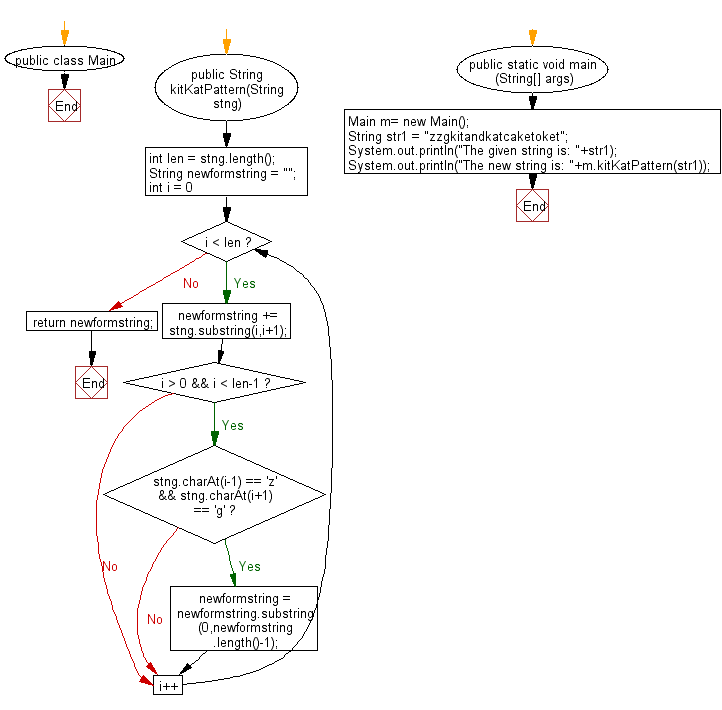 public class Main
End
public String
kitKatPattern(String
stng)
int len = stng.length();
String newformstring = "";
int i = 0
i < len ?
No
Yes
return newformstring;
End
newformstring +=
stng.substring(i,i+1);
i > 0 && i < len-1 ?
Yes
stng.charAt(i-1) == 'z'
&& stng.charAt(i+1)
== 'g' ?
No
Yes
No
newformstring =
newformstring.substring
(0,newformstring
.length()-1);
i++
public static void main
(String[] args)
Main m= new Main();
String str1 = "zzgkitandkatcaketoket";
System.out.println("The given string is: "+str1);
System.out.println("The new string is: "+m.kitKatPattern(str1));
End